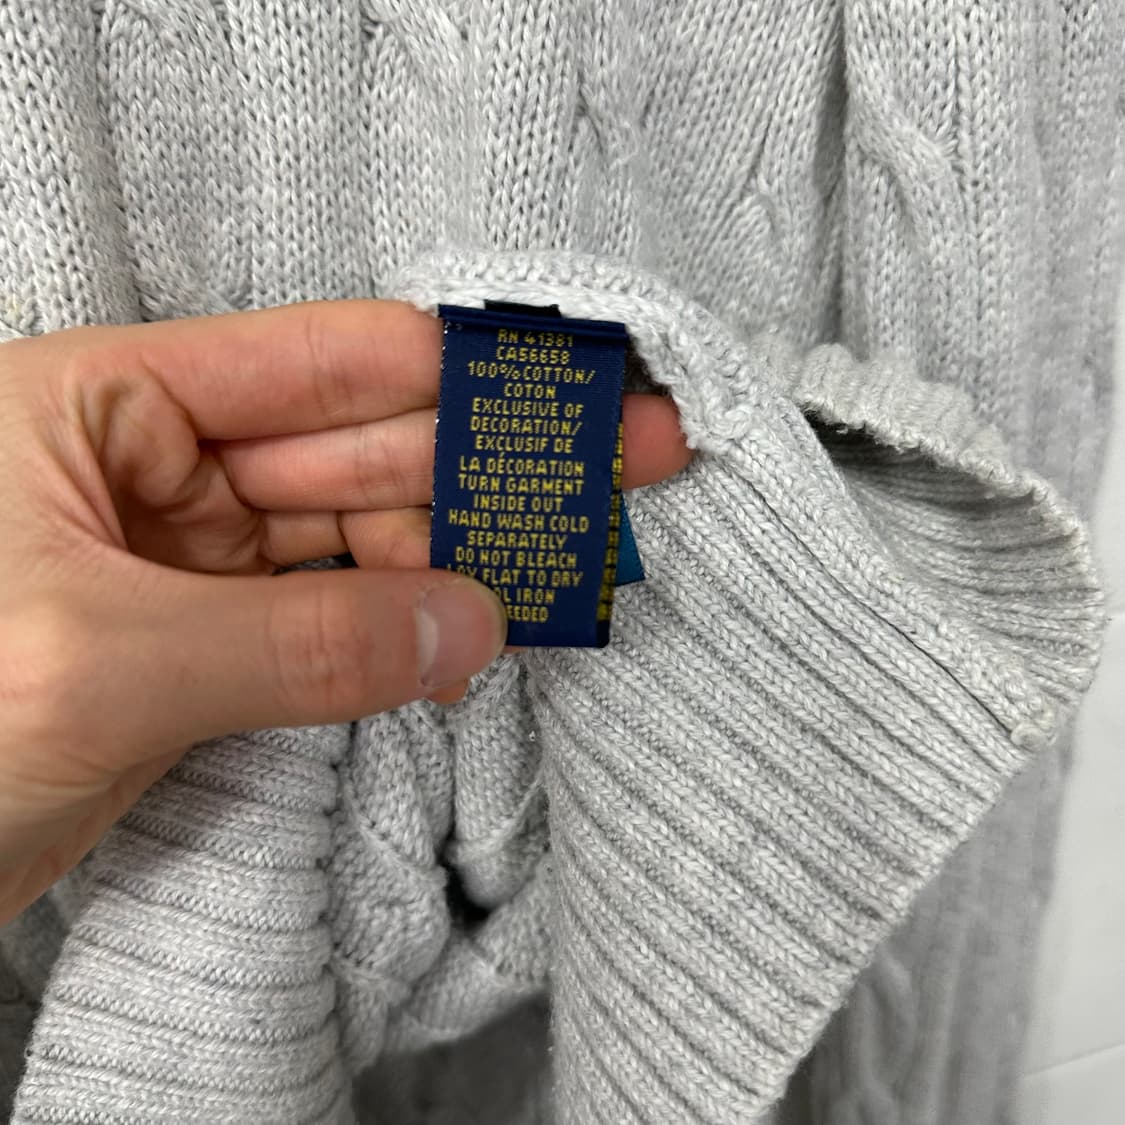 RN 41381
CA56658
100%COTTON/
COTON
EXCLUSIVE OF
DECORATION/
EXCLUSIF DE
LA DÉCORATION
TURN GARMENT
INSIDE OUT
HAND WASH COLD
SEPARATELY
DO NOT BLEACH
LAY FLAT TO DRY
IRON